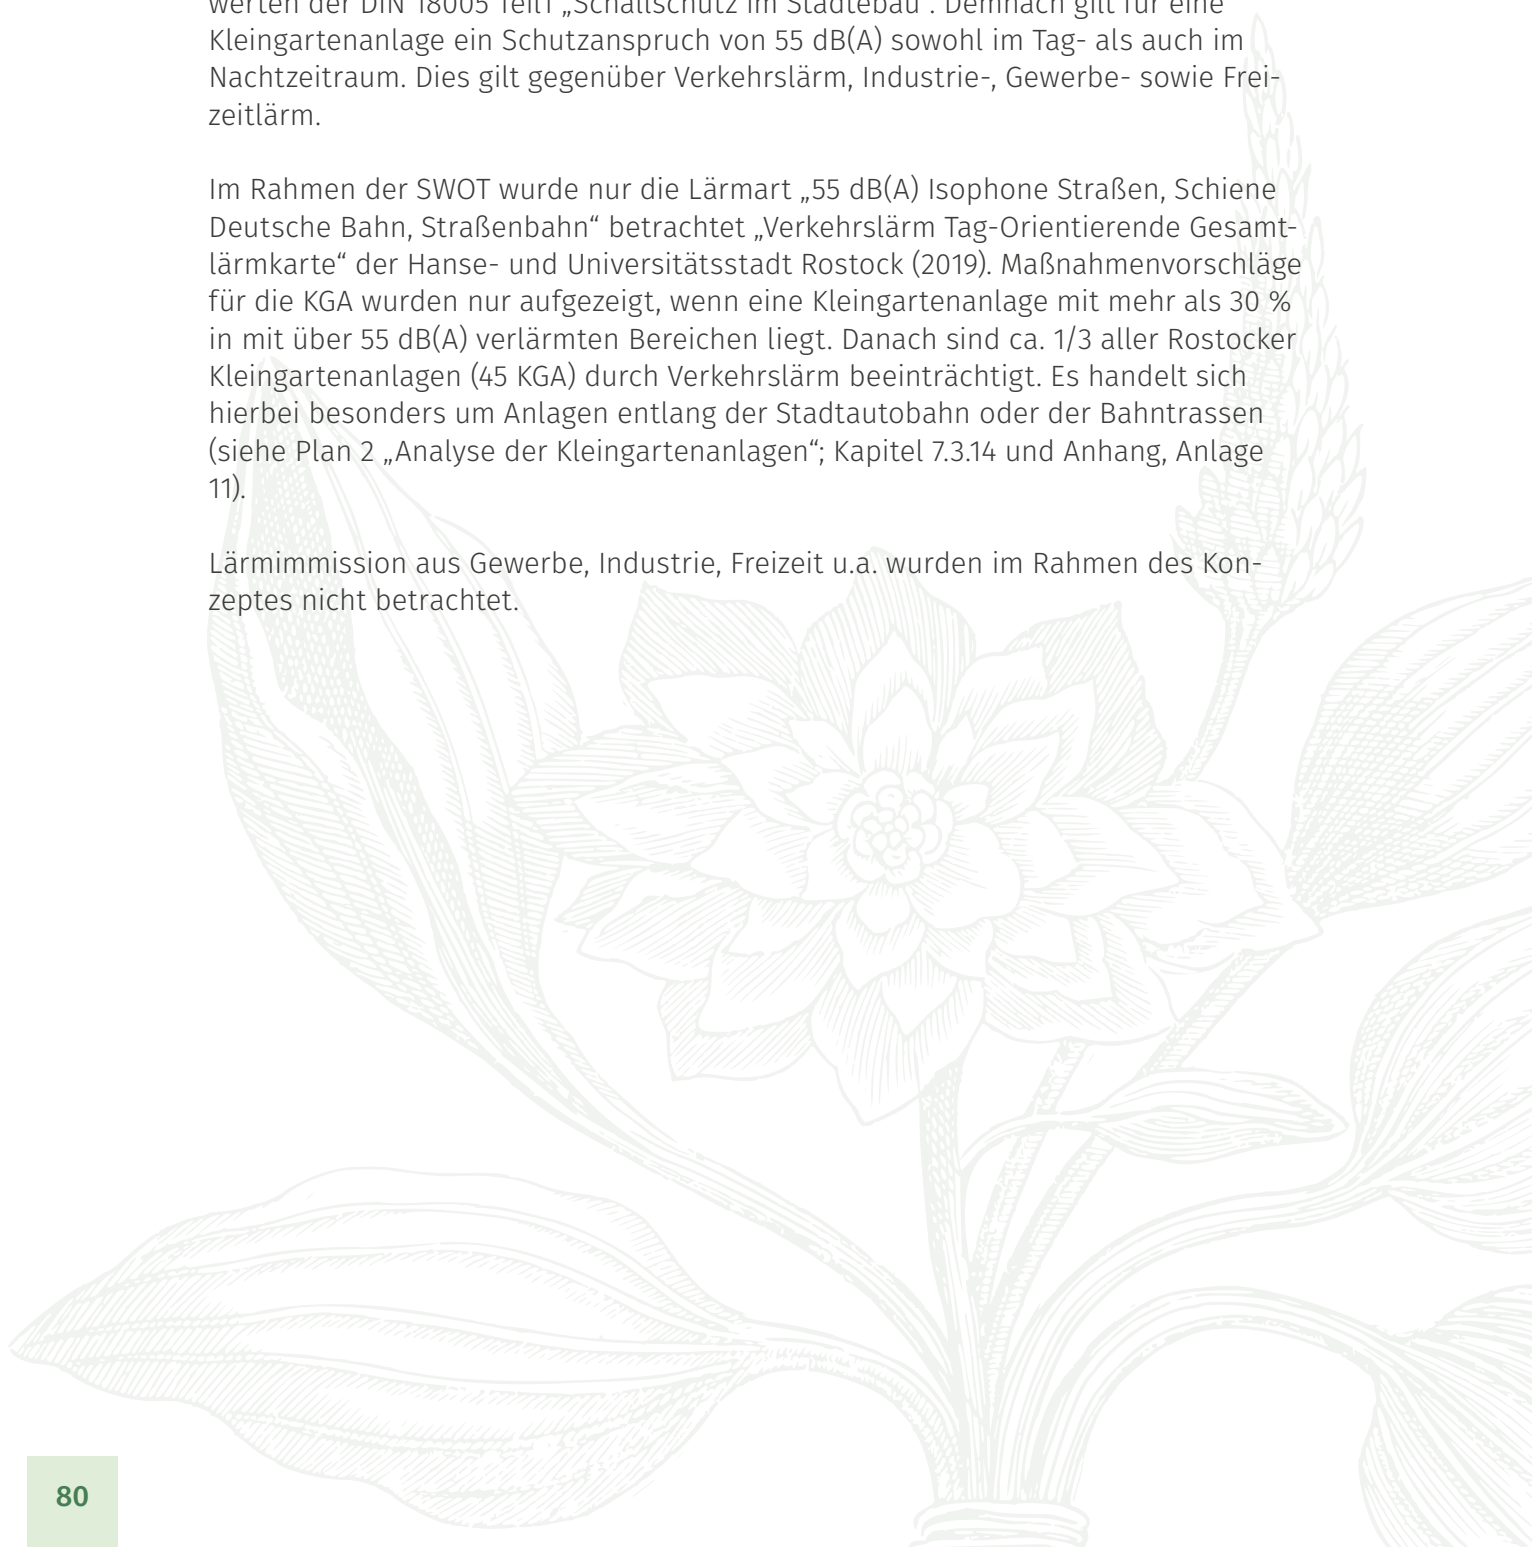 werten der DIN 18005 Teil1 „Schallschutz im Städtebau“. Demnach gilt für eine
Kleingartenanlage ein Schutzanspruch von 55 dB(A) sowohl im Tag- als auch im
Nachtzeitraum. Dies gilt gegenüber Verkehrslärm, Industrie-, Gewerbe- sowie Frei-
zeitlärm.
Im Rahmen der SWOT wurde nur die Lärmart „55 dB(A) Isophone Straßen, Schiene
Deutsche Bahn, Straßenbahn“ betrachtet „Verkehrslärm Tag-Orientierende Gesamt-
lärmkarte“ der Hanse- und Universitätsstadt Rostock (2019). Maßnahmenvorschläge
für die KGA wurden nur aufgezeigt, wenn eine Kleingartenanlage mit mehr als 30 %
in mit über 55 dB(A) verlärmten Bereichen liegt. Danach sind ca. 1/3 aller Rostocker
Kleingartenanlagen (45 KGA) durch Verkehrslärm beeinträchtigt. Es handelt sich
hierbei besonders um Anlagen entlang der Stadtautobahn oder der Bahntrassen
(siehe Plan 2 „Analyse der Kleingartenanlagen“; Kapitel 7.3.14 und Anhang, Anlage
11).
Lärmimmission aus Gewerbe, Industrie, Freizeit u.a. wurden im Rahmen des Kon-
zeptes nicht betrachtet.
80